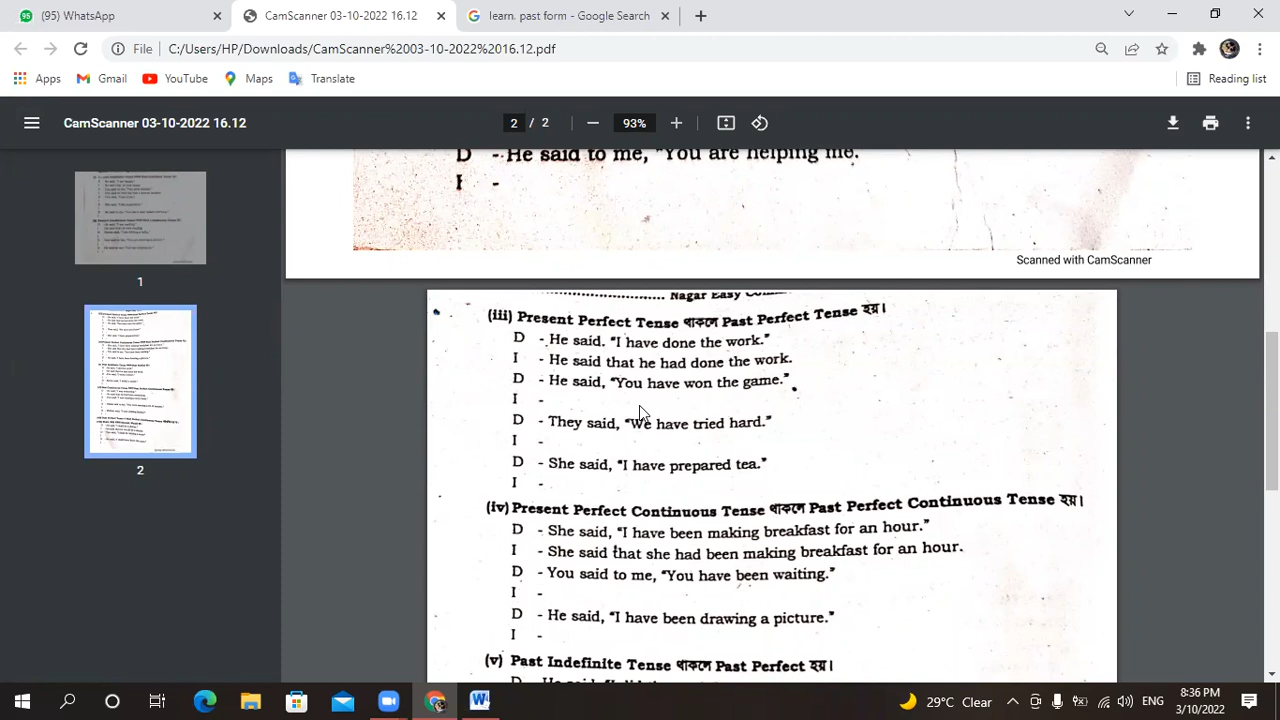 (95) WhatsApp
CamScanner 03-10-2022 16.12
learn. past form - Google Search
File
C:/Users/HP/Downloads/CamScanner%2003-10-2022%2016.12.pdf
Apps
Gmail
YouTube
Maps
Translate
Reading list
CamScanner 03-10-2022 16.12
2 / 2
93%
1
2
D - He said to me, "You are helping me.
I -
Scanned with CamScanner
Nagar Easy
(iii) Present Perfect Tense থাকলে Past Perfect Tense হয়।
D - He said. "I have done the work."
I - He said that he had done the work.
D - He said, "You have won the game."
I -
D - They said, "We have tried hard."
I -
D - She said, "I have prepared tea."
I -
(iv) Present Perfect Continuous Tense থাকলে Past Perfect Continuous Tense হয়।
D - She said, "I have been making breakfast for an hour."
I - She said that she had been making breakfast for an hour.
D - You said to me, "You have been waiting."
I -
D - He said, "I have been drawing a picture."
I -
(v) Past Indefinite Tense থাকলে Past Perfect হয়।
29°C Clear
ENG
8:36 PM
3/10/2022